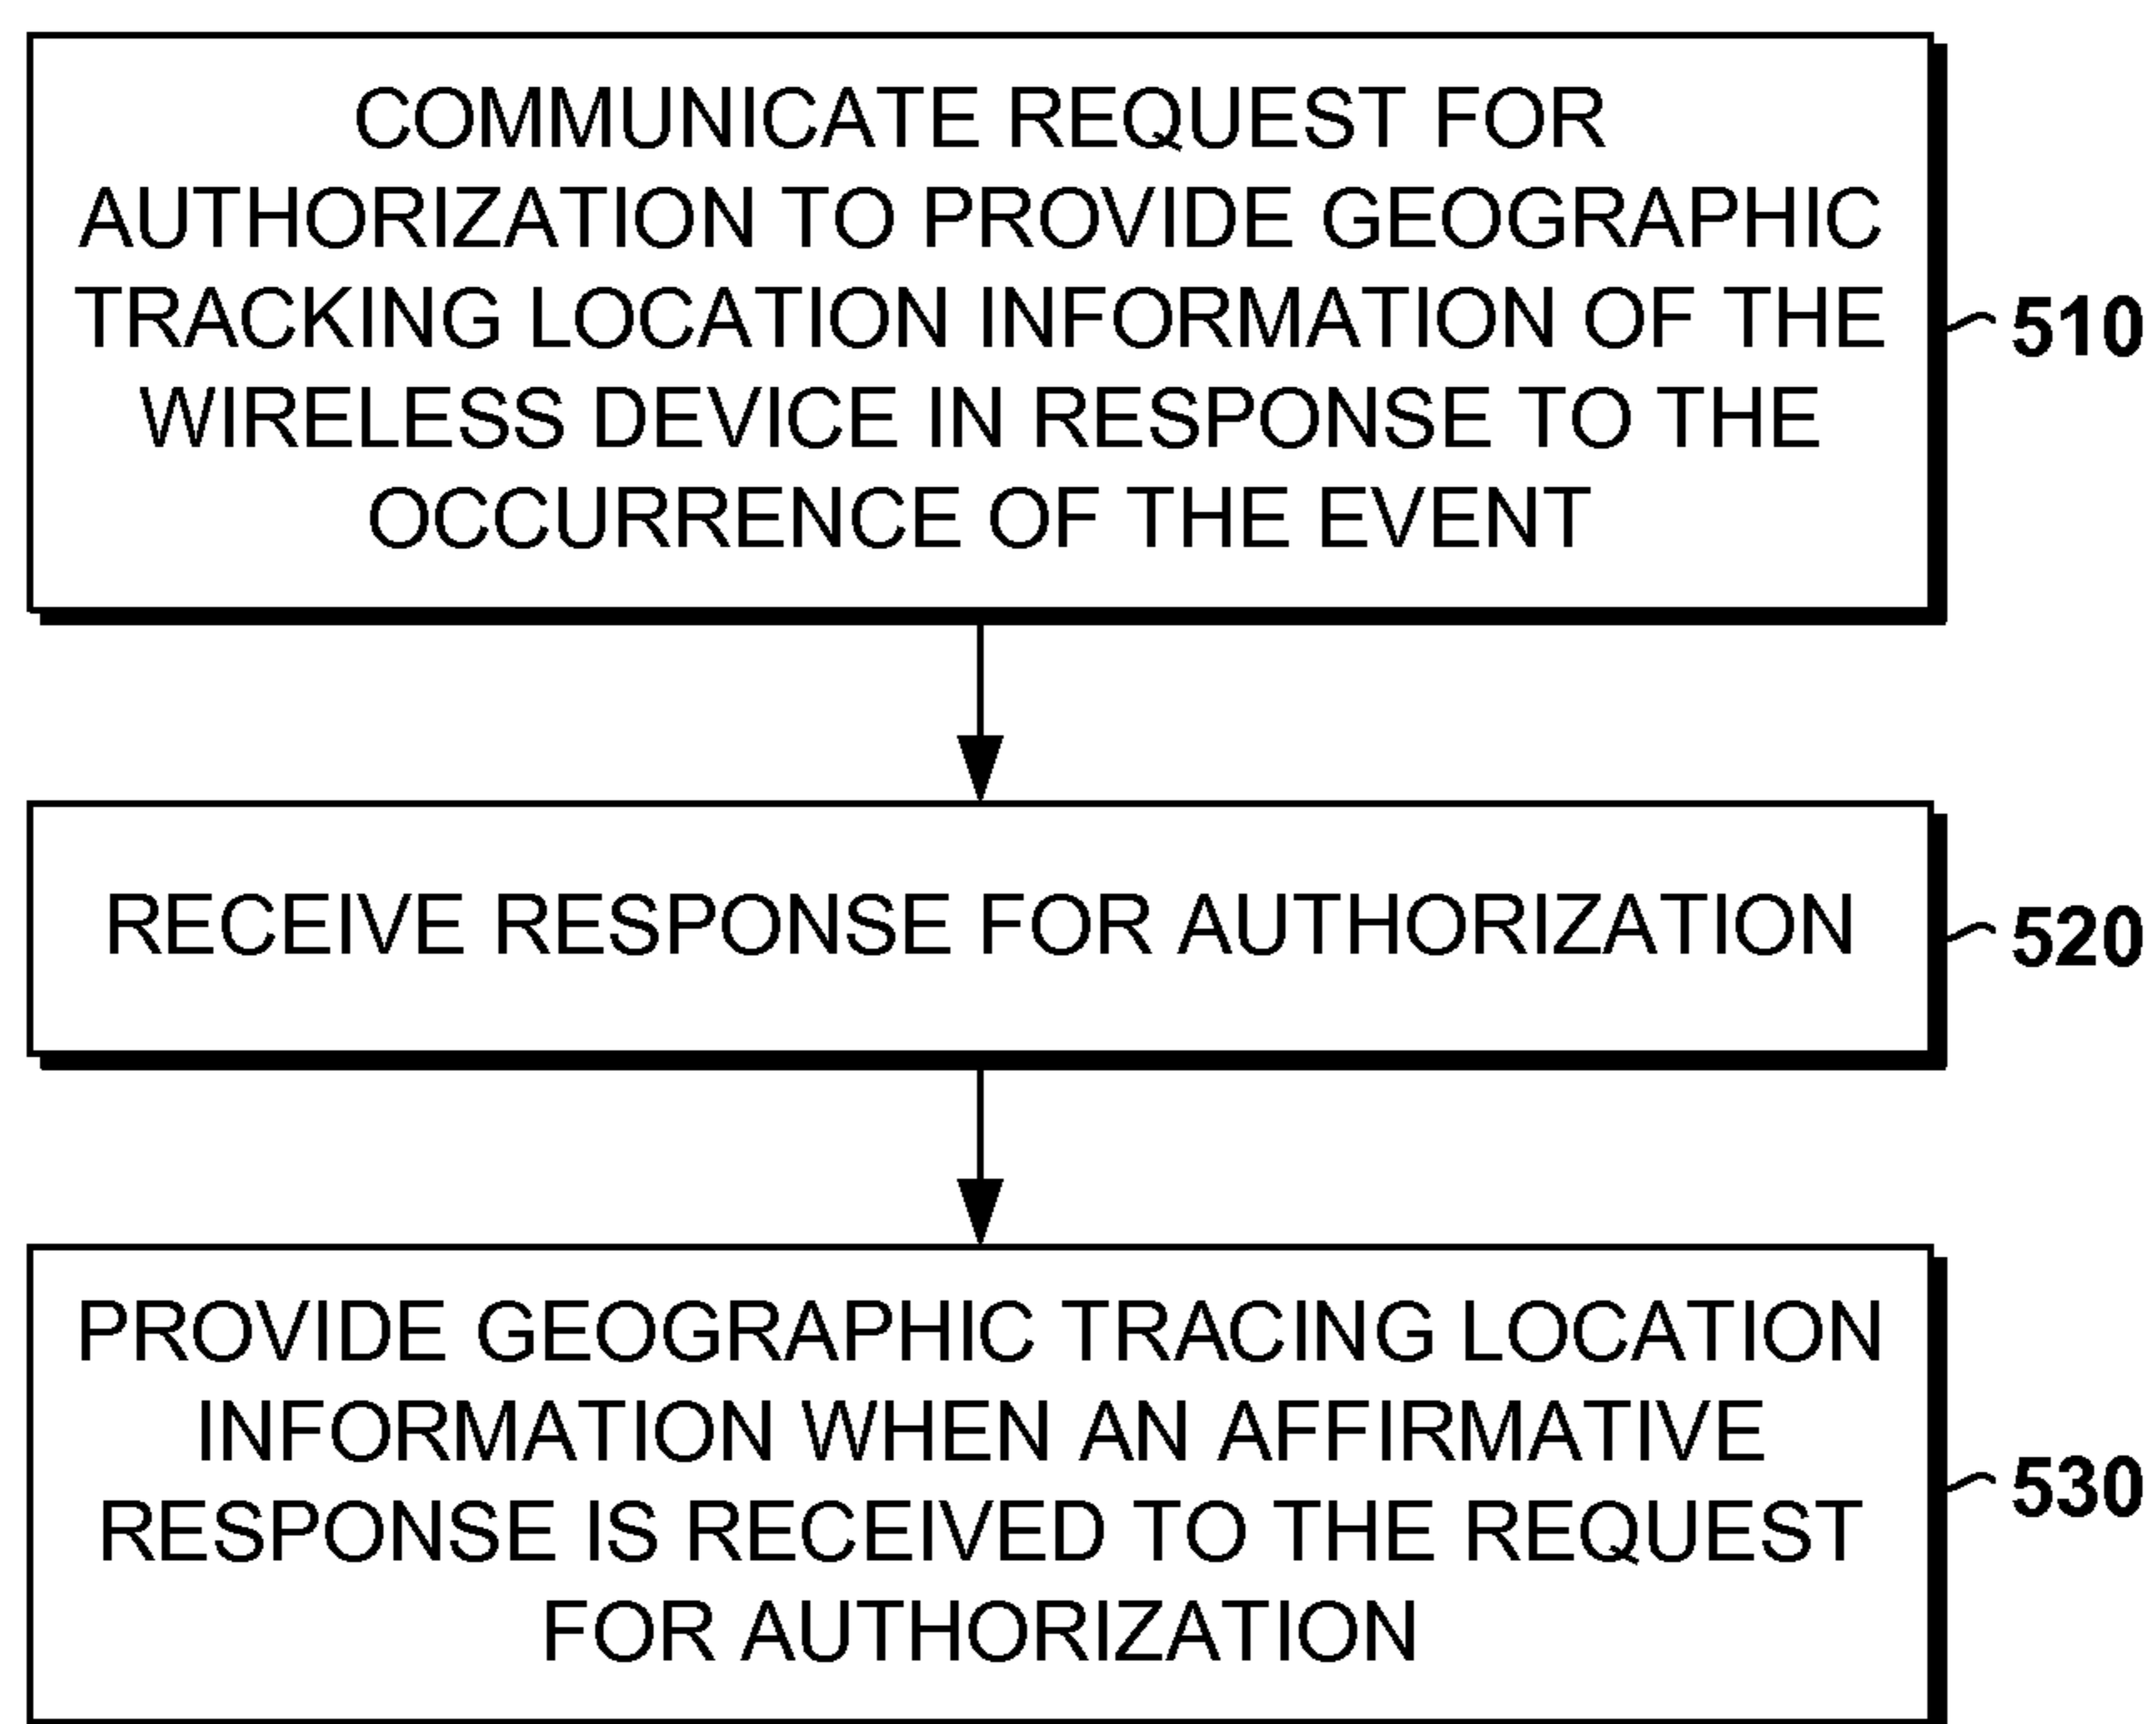 COMMUNICATE REQUEST FOR
AUTHORIZATION TO PROVIDE GEOGRAPHIC
TRACKING LOCATION INFORMATION OF THE
WIRELESS DEVICE IN RESPONSE TO THE
OCCURRENCE OF THE EVENT
510
RECEIVE RESPONSE FOR AUTHORIZATION
520
PROVIDE GEOGRAPHIC TRACING LOCATION
INFORMATION WHEN AN AFFIRMATIVE
RESPONSE IS RECEIVED TO THE REQUEST
FOR AUTHORIZATION
530